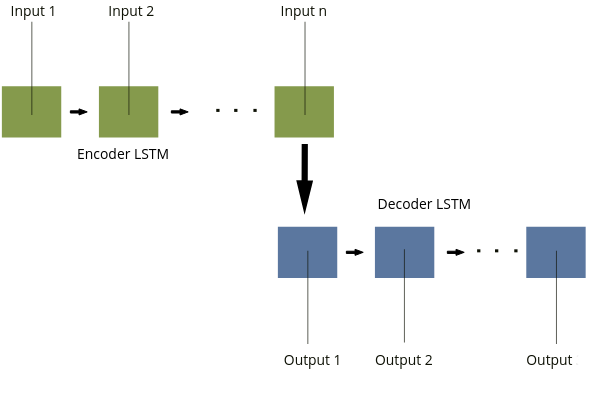 Input 1
Input 2
Input n
Encoder LSTM
Decoder LSTM
Output 1
Output 2
Output